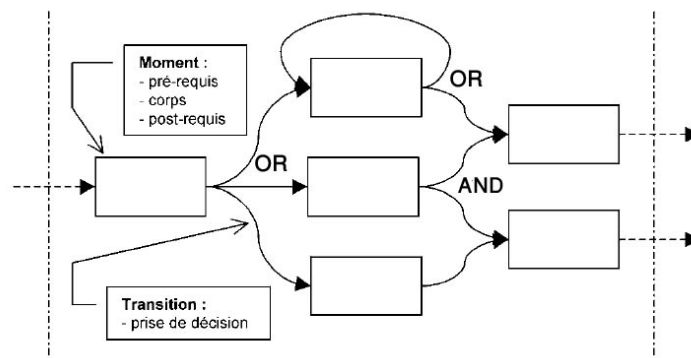 Moment :
- pré-requis
- corps
- post-requis
OR
OR
AND
Transition :
- prise de décision